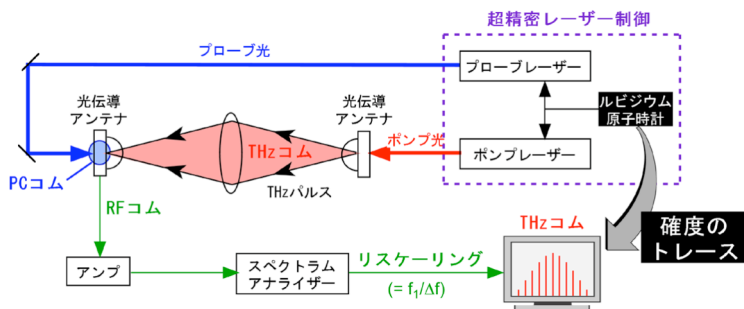 超精密レーザー制御
プローブ光
プローブレーザー
光伝導
アンテナ
光伝導
アンテナ
ルビジウム
原子時計
THzコム
ポンプ光
ポンプレーザー
PCコム
THzパルス
RFコム
THzコム
確度の
トレース
アンプ
スペクトラム
アナライザー
リスケーリング
(= f₁/Δf)